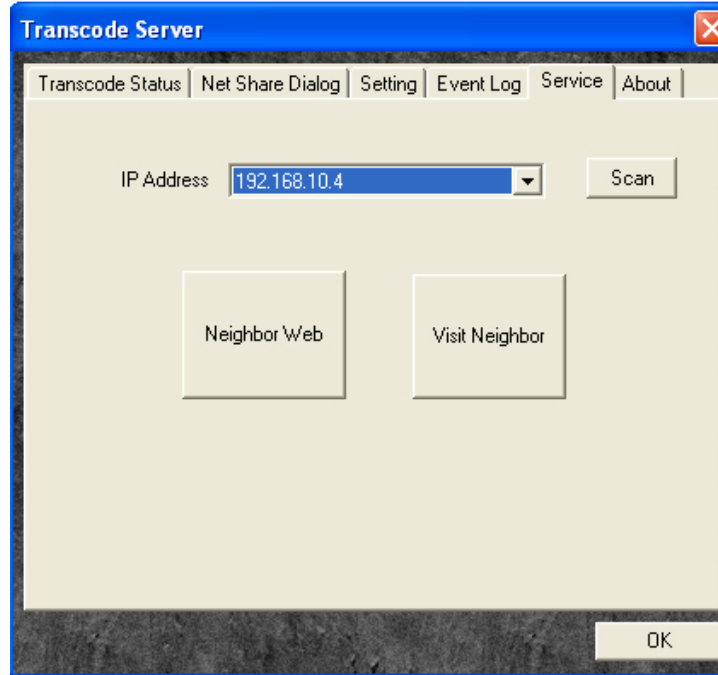 Transcode Server
Transcode Status Net Share Dialog Setting Event Log Service About
IP Address 192.168.10.4 Scan
Neighbor Web Visit Neighbor
OK